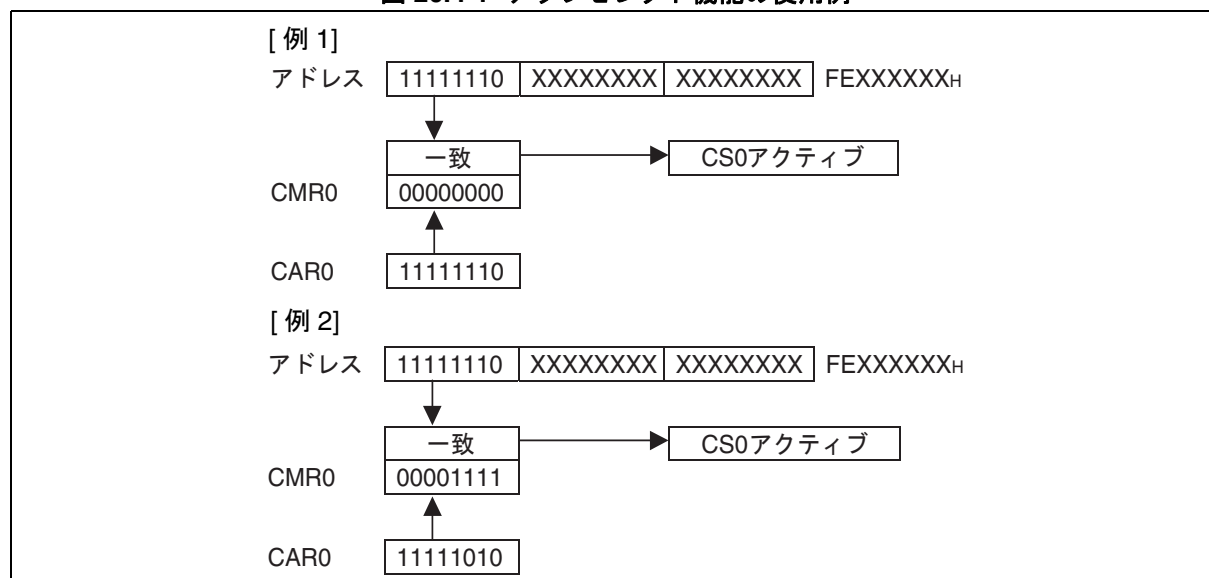 [ 例 1]
アドレス 11111110 XXXXXXXX XXXXXXXX FEXXXXXXH
一致 CS0アクティブ
CMR0 00000000
CAR0 11111110
[ 例 2]
アドレス 11111110 XXXXXXXX XXXXXXXX FEXXXXXXH
一致 CS0アクティブ
CMR0 00001111
CAR0 11111010